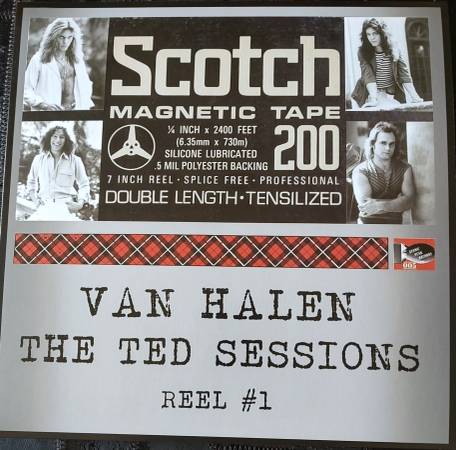 Scotch
MAGNETIC TAPE
¼ INCH x 2400 FEET
(6.35mm x 730m)
SILICONE LUBRICATED
.5 MIL POLYESTER BACKING
200
7 INCH REEL · SPLICE FREE · PROFESSIONAL
DOUBLE LENGTH · TENSILIZED
005
VAN HALEN
THE TED SESSIONS
REEL #1